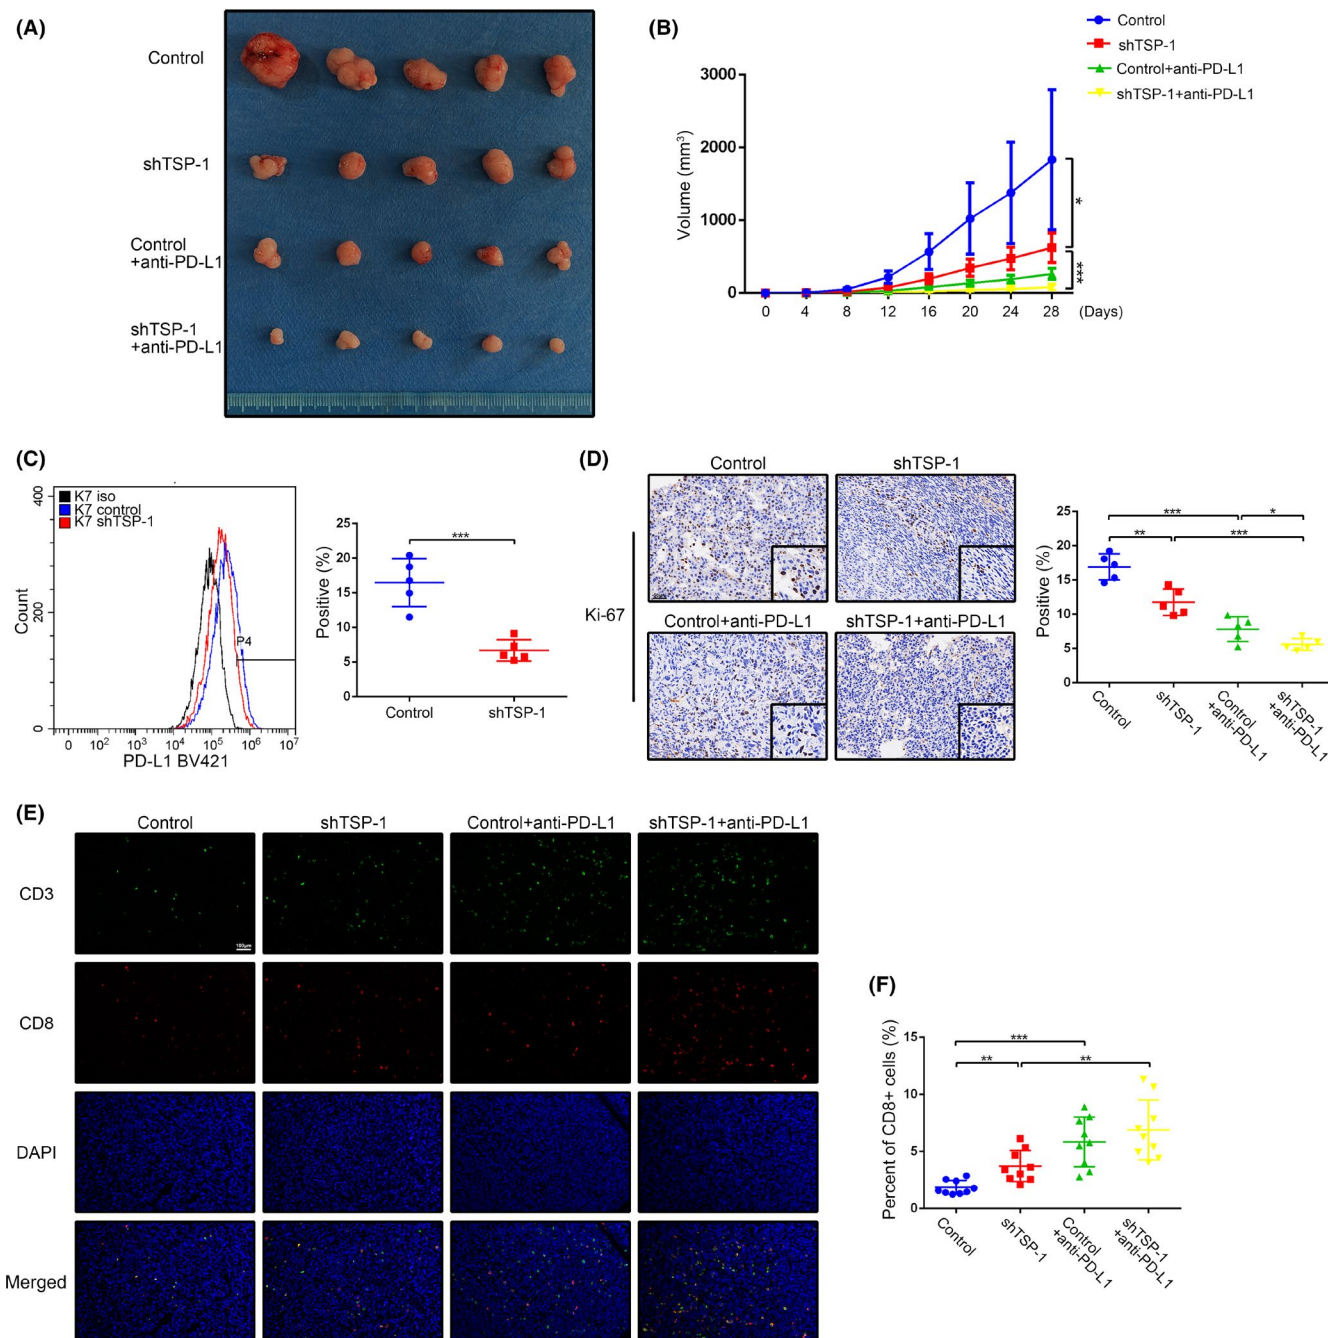 (A)
Control
shTSP-1
Control
+anti-PD-L1
shTSP-1
+anti-PD-L1
(B)
Control
shTSP-1
Control+anti-PD-L1
shTSP-1+anti-PD-L1
Volume (mm³)
3000
2000
1000
0
0 4 8 12 16 20 24 28 (Days)
*
***
(C)
K7 iso
K7 control
K7 shTSP-1
Count
400
200
0
P4
0 10² 10³ 10⁴ 10⁵ 10⁶ 10⁷
PD-L1 BV421
Positive (%)
25
20
15
10
5
0
***
Control shTSP-1
(D)
Control shTSP-1
Ki-67
Control+anti-PD-L1 shTSP-1+anti-PD-L1
Positive (%)
25
20
15
10
5
0
*** *
** ***
Control
shTSP-1
Control
+anti-PD-L1
shTSP-1
+anti-PD-L1
(E)
Control shTSP-1 Control+anti-PD-L1 shTSP-1+anti-PD-L1
CD3
100μm
CD8
DAPI
Merged
(F)
Percent of CD8+ cells (%)
15
10
5
0
***
** **
Control
shTSP-1
Control
+anti-PD-L1
shTSP-1
+anti-PD-L1